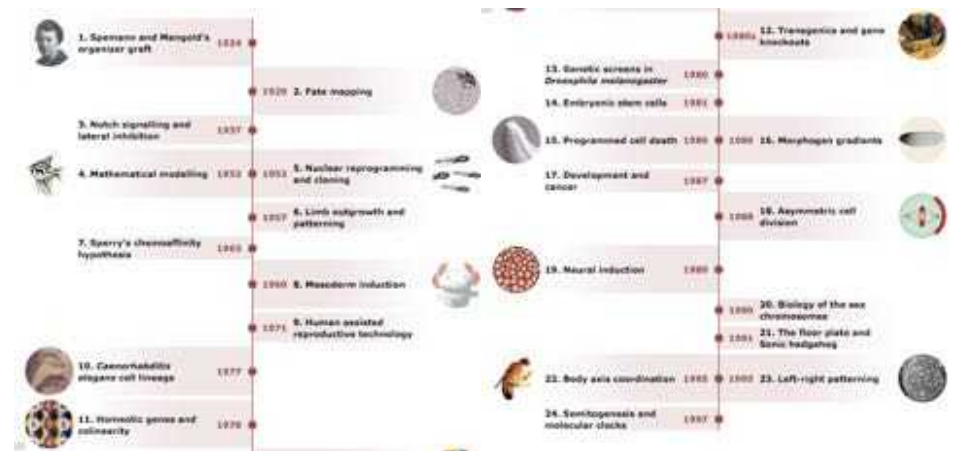 1. Spemann and Mangold's
organizer graft
1924
1929 2. Fate mapping
3. Notch signalling and
lateral inhibition
1937
4. Mathematical modelling 1952
1952 5. Nuclear reprogramming
and cloning
1957 6. Limb outgrowth and
patterning
7. Sperry's chemoaffinity
hypothesis
1963
1969 8. Mesoderm induction
1971 9. Human assisted
reproductive technology
10. Caenorhabditis
elegans cell lineage
1977
11. Homeotic genes and
colinearity
1978
1980s 12. Transgenics and gene
knockouts
13. Genetic screens in
Drosophila melanogaster
1980
14. Embryonic stem cells 1981
15. Programmed cell death 1986
16. Morphogen gradients
17. Development and
cancer
1987
1988 18. Asymmetric cell
division
19. Neural induction 1989
1990 20. Biology of the sex
chromosomes
1991 21. The floor plate and
Sonic hedgehog
22. Body axis coordination 1995
1995 23. Left-right patterning
24. Somitogenesis and
molecular clocks
1997